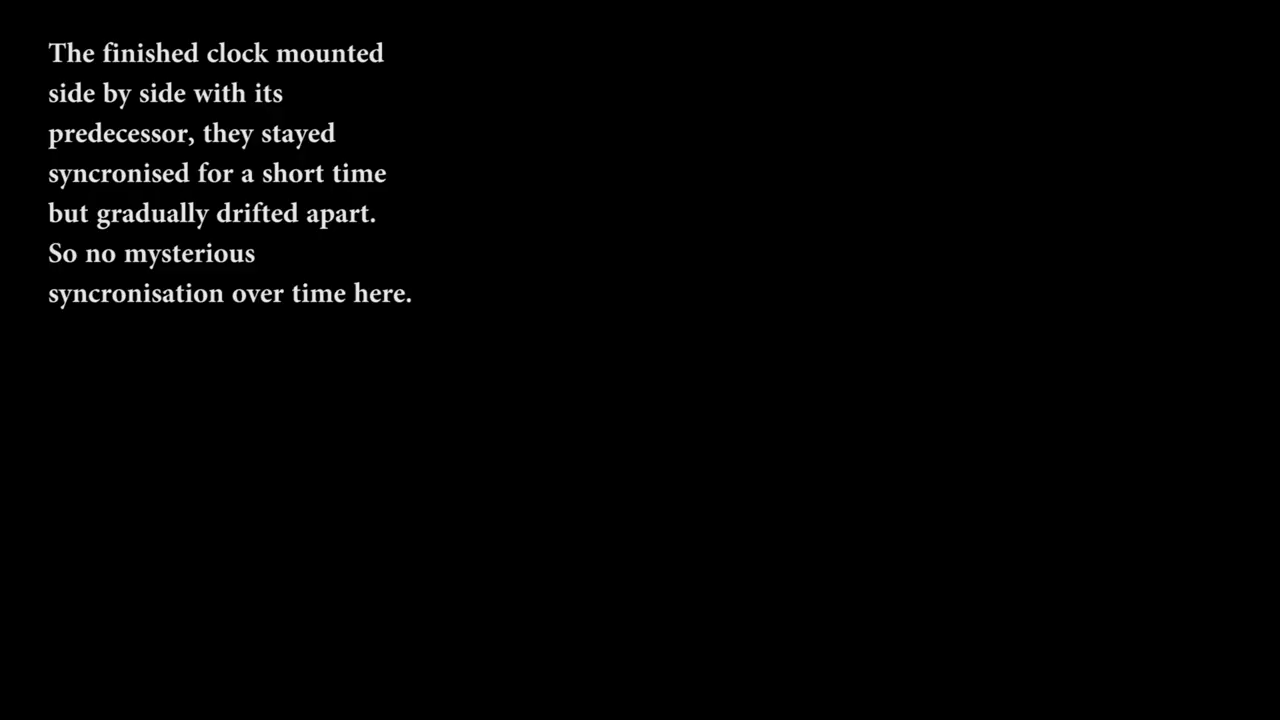 The finished clock mounted
side by side with its
predecessor, they stayed
syncronised for a short time
but gradually drifted apart.
So no mysterious
syncronisation over time here.